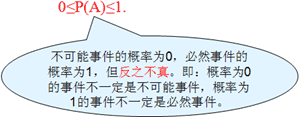 0≤P(A)≤1.
不可能事件的概率为0，必然事件的
概率为1，但反之不真。即：概率为0
的事件不一定是不可能事件，概率为
1的事件不一定是必然事件。